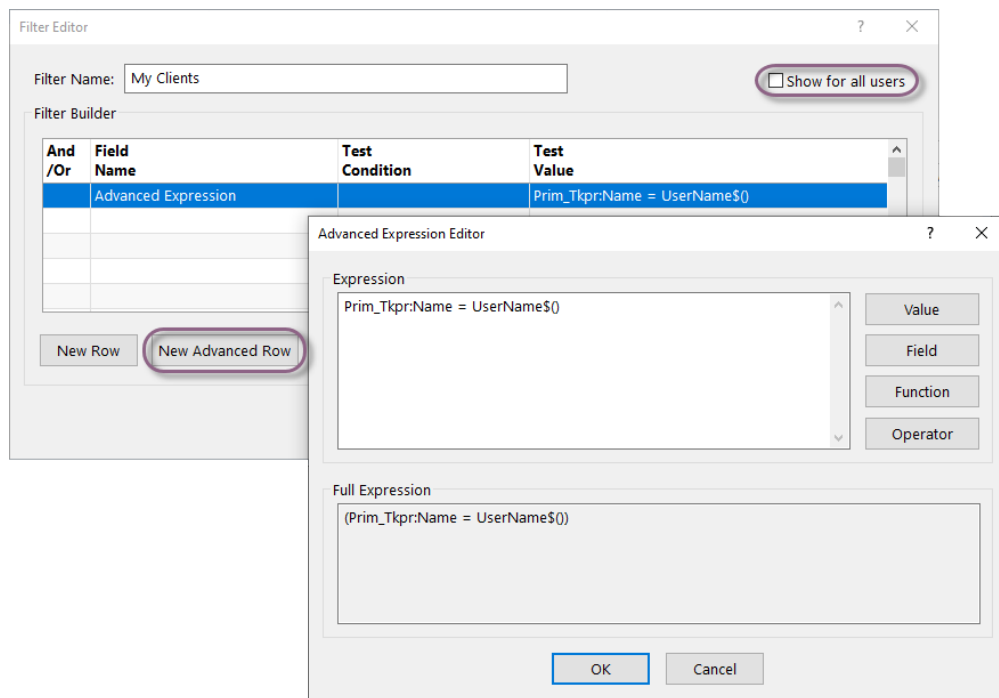 Filter Editor
?
Filter Name: My Clients
Show for all users
Filter Builder
And Field Test Test
/Or Name Condition Value
Advanced Expression Prim_Tkpr:Name = UserName$()
New Row New Advanced Row
Advanced Expression Editor
?
Expression
Prim_Tkpr:Name = UserName$()
Value
Field
Function
Operator
Full Expression
(Prim_Tkpr:Name = UserName$())
OK Cancel